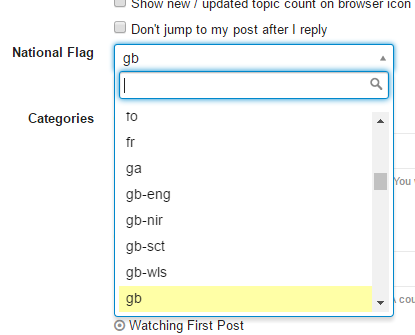 Show new / updated topic count on browser icon
Don't jump to my post after I reply
National Flag
gb
Categories
fo
fr
ga
gb-eng
gb-nir
gb-sct
gb-wls
gb
You
A cou
Watching First Post